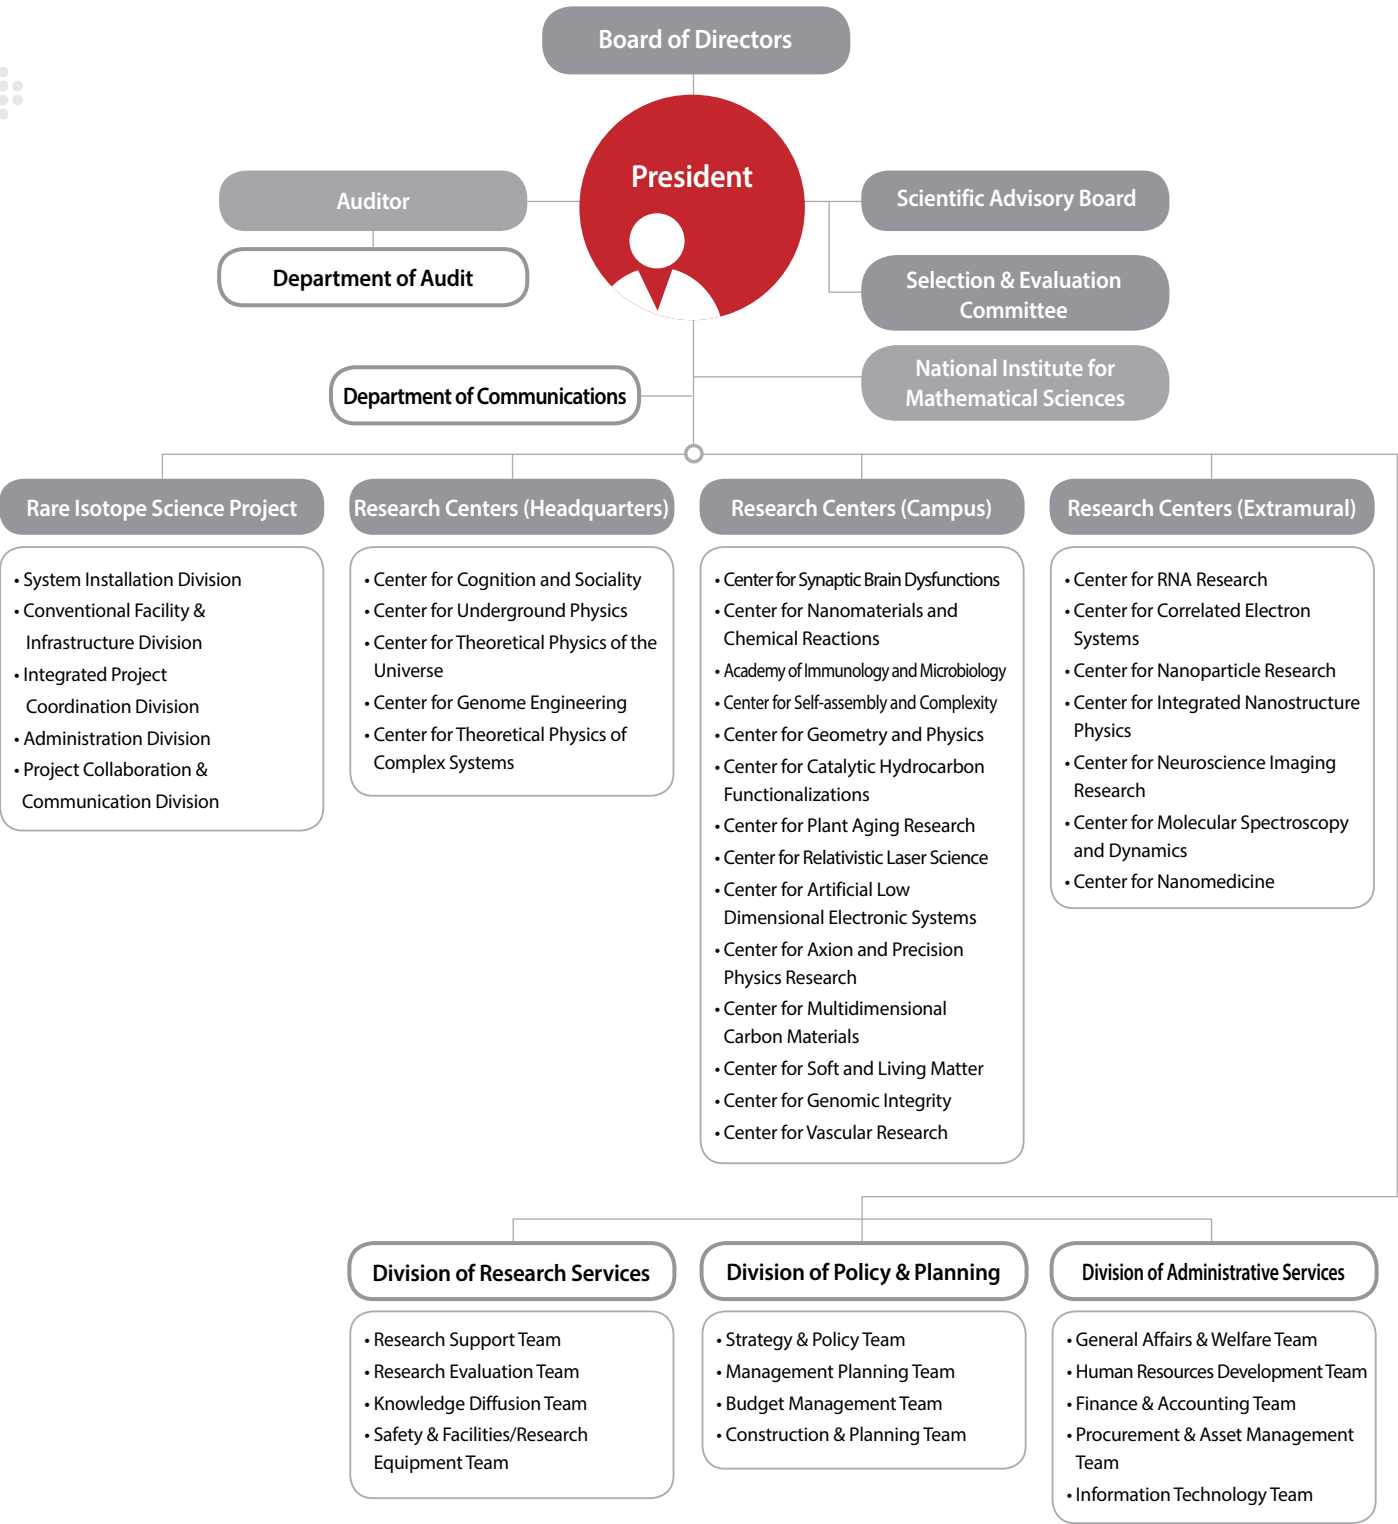 Board of Directors
President
Auditor
Department of Audit
Scientific Advisory Board
Selection & Evaluation
Committee
National Institute for
Mathematical Sciences
Department of Communications
Rare Isotope Science Project
• System Installation Division
• Conventional Facility &
Infrastructure Division
• Integrated Project
Coordination Division
• Administration Division
• Project Collaboration &
Communication Division
Research Centers (Headquarters)
• Center for Cognition and Sociality
• Center for Underground Physics
• Center for Theoretical Physics of the
Universe
• Center for Genome Engineering
• Center for Theoretical Physics of
Complex Systems
Research Centers (Campus)
• Center for Synaptic Brain Dysfunctions
• Center for Nanomaterials and
Chemical Reactions
• Academy of Immunology and Microbiology
• Center for Self-assembly and Complexity
• Center for Geometry and Physics
• Center for Catalytic Hydrocarbon
Functionalizations
• Center for Plant Aging Research
• Center for Relativistic Laser Science
• Center for Artificial Low
Dimensional Electronic Systems
• Center for Axion and Precision
Physics Research
• Center for Multidimensional
Carbon Materials
• Center for Soft and Living Matter
• Center for Genomic Integrity
• Center for Vascular Research
Research Centers (Extramural)
• Center for RNA Research
• Center for Correlated Electron
Systems
• Center for Nanoparticle Research
• Center for Integrated Nanostructure
Physics
• Center for Neuroscience Imaging
Research
• Center for Molecular Spectroscopy
and Dynamics
• Center for Nanomedicine
Division of Research Services
• Research Support Team
• Research Evaluation Team
• Knowledge Diffusion Team
• Safety & Facilities/Research
Equipment Team
Division of Policy & Planning
• Strategy & Policy Team
• Management Planning Team
• Budget Management Team
• Construction & Planning Team
Division of Administrative Services
• General Affairs & Welfare Team
• Human Resources Development Team
• Finance & Accounting Team
• Procurement & Asset Management
Team
• Information Technology Team